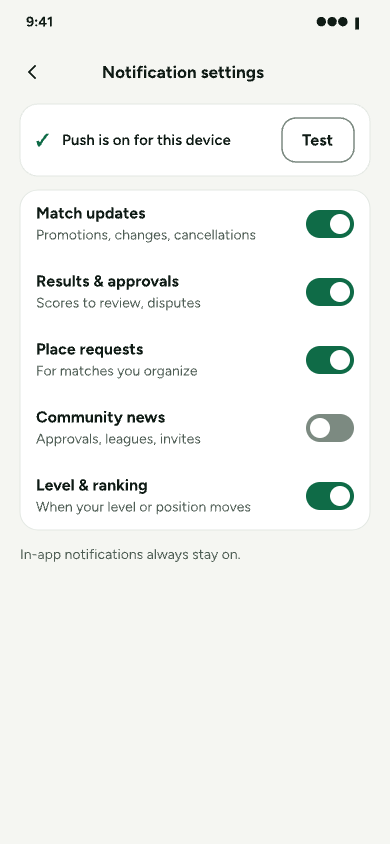 9:41
Notification settings
✓ Push is on for this device
Test
Match updates
Promotions, changes, cancellations
Results & approvals
Scores to review, disputes
Place requests
For matches you organize
Community news
Approvals, leagues, invites
Level & ranking
When your level or position moves
In-app notifications always stay on.